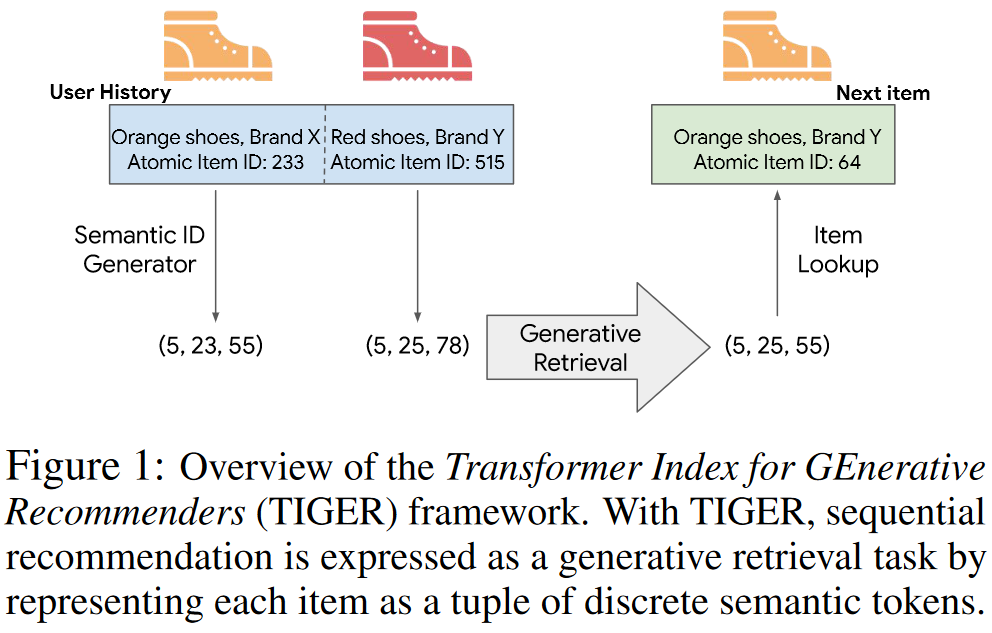 User History
Next item
Orange shoes, Brand X
Atomic Item ID: 233
Red shoes, Brand Y
Atomic Item ID: 515
Orange shoes, Brand Y
Atomic Item ID: 64
Semantic ID
Generator
Item
Lookup
(5, 23, 55)
(5, 25, 78)
Generative
Retrieval
(5, 25, 55)
Figure 1: Overview of the Transformer Index for GEnerative
Recommenders (TIGER) framework. With TIGER, sequential
recommendation is expressed as a generative retrieval task by
representing each item as a tuple of discrete semantic tokens.